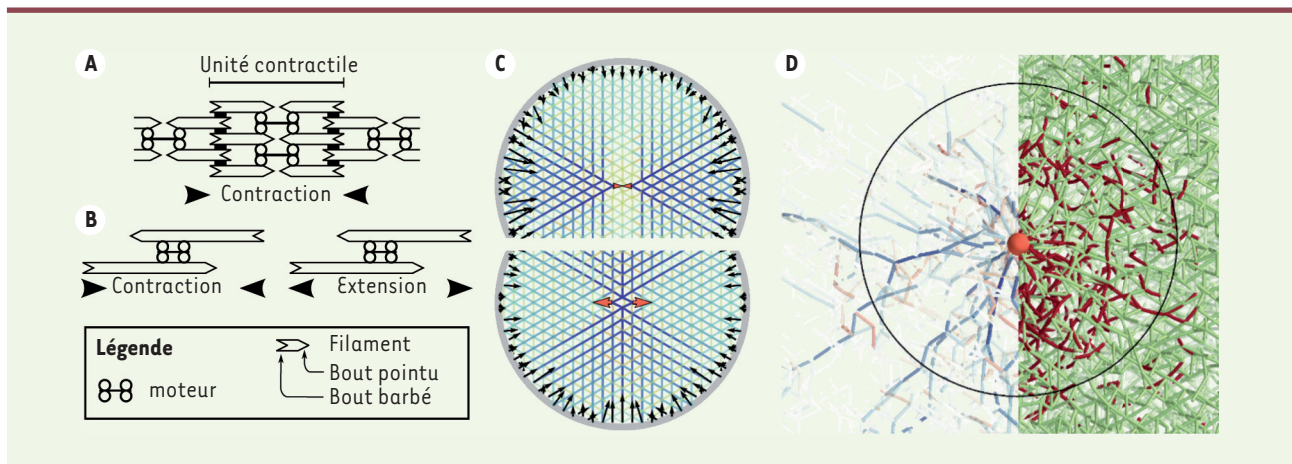 A
Unité contractile
Contraction
B
Contraction
Extension
Légende
moteur
Filament
Bout pointu
Bout barbé
C
D